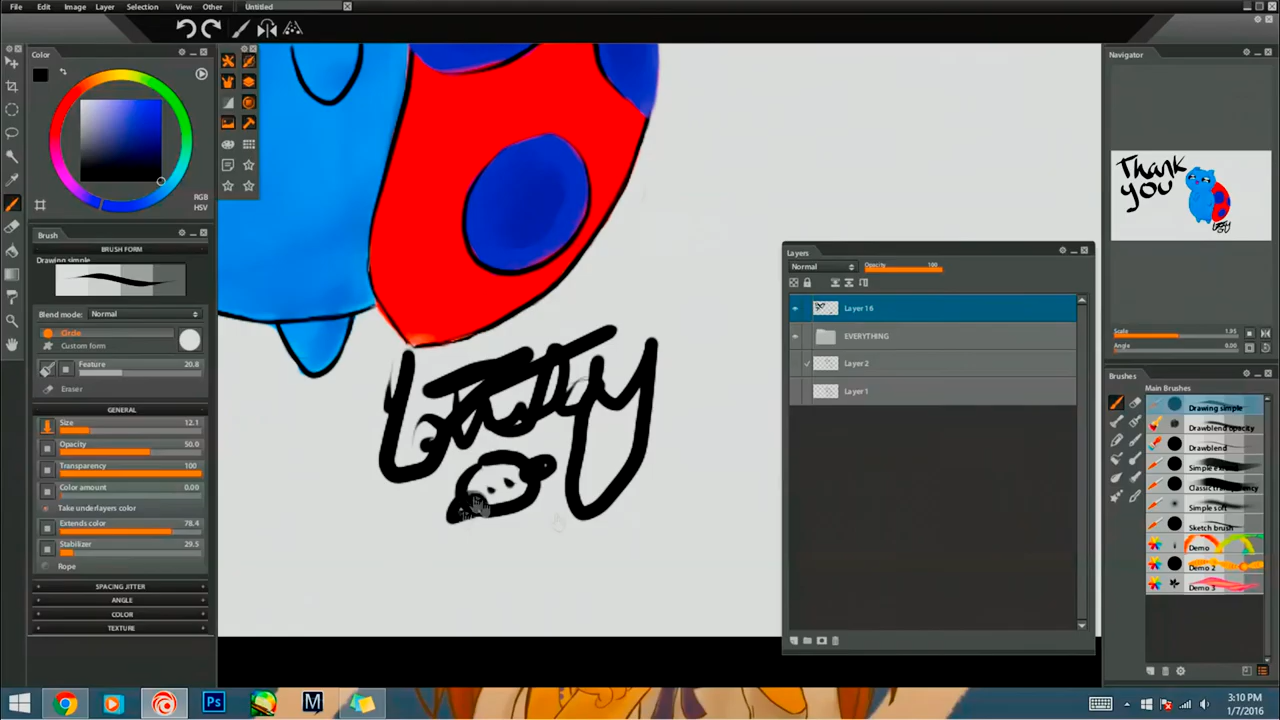 File Edit Image Layer Selection View Other Untitled
Color
RGB
HSV
Brush
BRUSH FORM
Drawing simple
Blend mode: Normal
Circle
Custom form
Feature 20.8
Eraser
GENERAL
Size 12.1
Opacity 50.0
Transparency 100
Color amount 0.00
Take underlayers color
Extends color 78.4
Stabilizer 29.5
Rope
SPACING JITTER
ANGLE
COLOR
TEXTURE
Layers
Normal
Opacity 100
Layer 16
EVERYTHING
Layer 2
Layer 1
Navigator
Thank
you
Scale 1.95
Angle 0.00
Brushes
Main Brushes
Drawing simple
Drawblend opacity
Drawblend
Classic transparency
Simple soft
Sketch brush
Demo
Demo 2
Demo 3
Ps
M
3:10 PM
1/7/2016